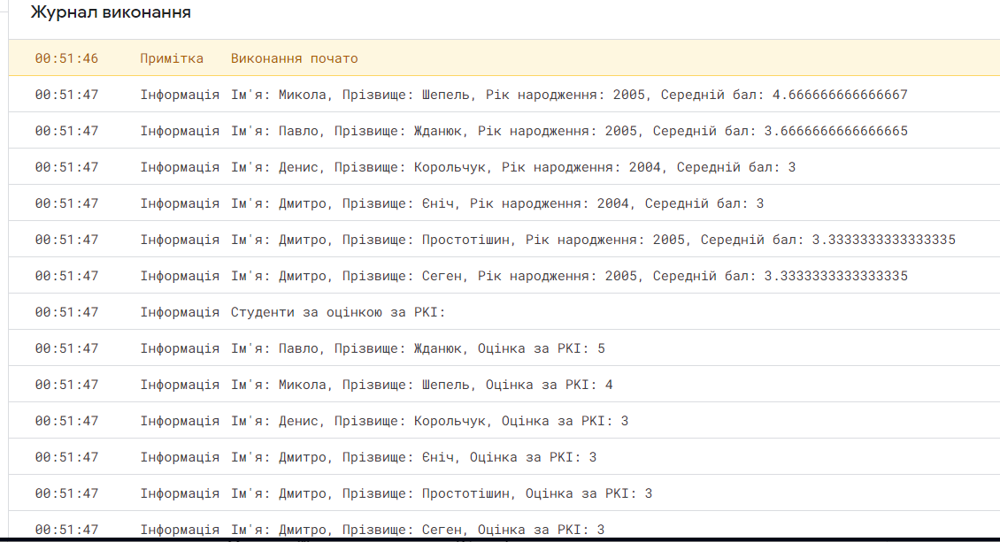 Журнал виконання
00:51:46 Примітка Виконання почато
00:51:47 Інформація Ім'я: Микола, Прізвище: Шепель, Рік народження: 2005, Середній бал: 4.666666666666667
00:51:47 Інформація Ім'я: Павло, Прізвище: Жданюк, Рік народження: 2005, Середній бал: 3.6666666666666665
00:51:47 Інформація Ім'я: Денис, Прізвище: Корольчук, Рік народження: 2004, Середній бал: 3
00:51:47 Інформація Ім'я: Дмитро, Прізвище: Єніч, Рік народження: 2004, Середній бал: 3
00:51:47 Інформація Ім'я: Дмитро, Прізвище: Простотішин, Рік народження: 2005, Середній бал: 3.3333333333333335
00:51:47 Інформація Ім'я: Дмитро, Прізвище: Сеген, Рік народження: 2005, Середній бал: 3.3333333333333335
00:51:47 Інформація Студенти за оцінкою за РКІ:
00:51:47 Інформація Ім'я: Павло, Прізвище: Жданюк, Оцінка за РКІ: 5
00:51:47 Інформація Ім'я: Микола, Прізвище: Шепель, Оцінка за РКІ: 4
00:51:47 Інформація Ім'я: Денис, Прізвище: Корольчук, Оцінка за РКІ: 3
00:51:47 Інформація Ім'я: Дмитро, Прізвище: Єніч, Оцінка за РКІ: 3
00:51:47 Інформація Ім'я: Дмитро, Прізвище: Простотішин, Оцінка за РКІ: 3
00:51:47 Інформація Ім'я: Дмитро, Прізвище: Сеген, Оцінка за РКІ: 3